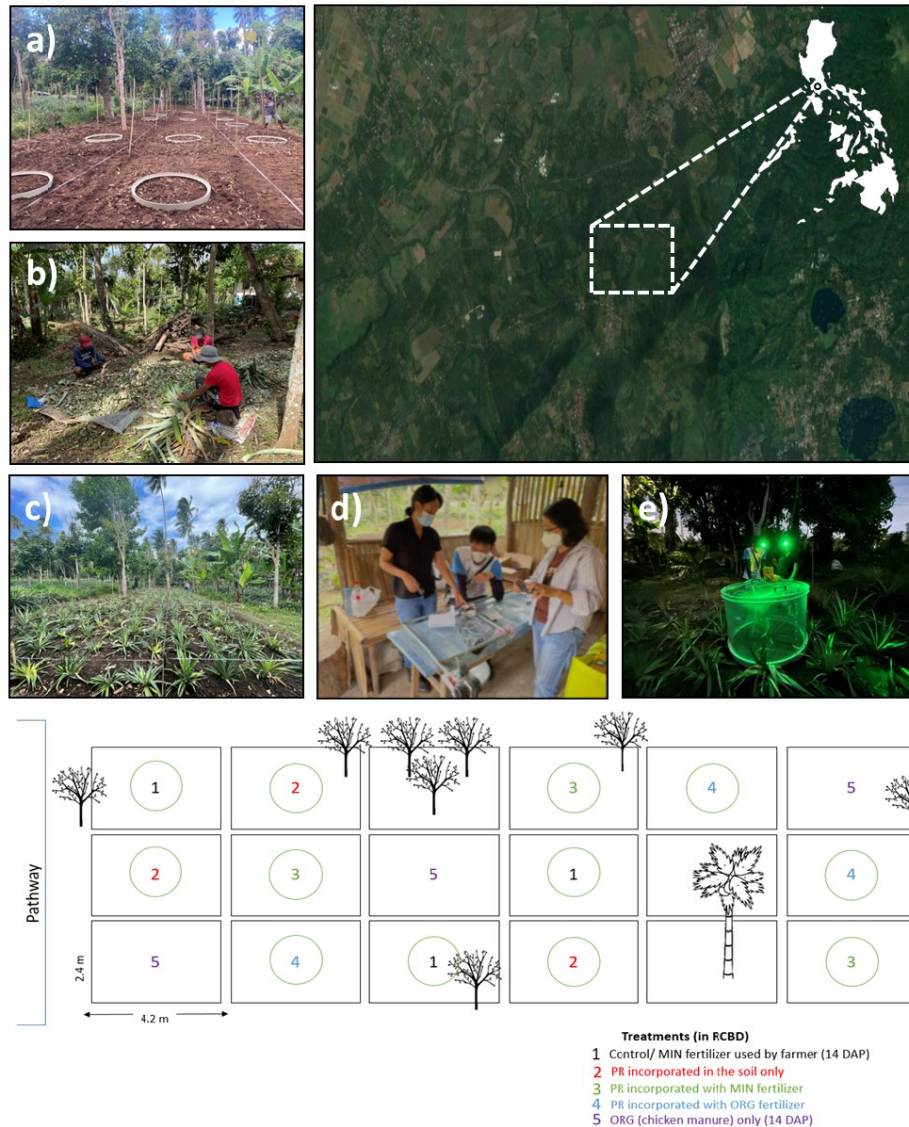 a)
b)
c)
d)
e)
Pathway
1
2
3
4
5
2
3
5
1
4
5
4
1
2
3
2.4 m
4.2 m
Treatments (in RCBD)
1 Control/ MIN fertilizer used by farmer (14 DAP)
2 PR incorporated in the soil only
3 PR incorporated with MIN fertilizer
4 PR incorporated with ORG fertilizer
5 ORG (chicken manure) only (14 DAP)